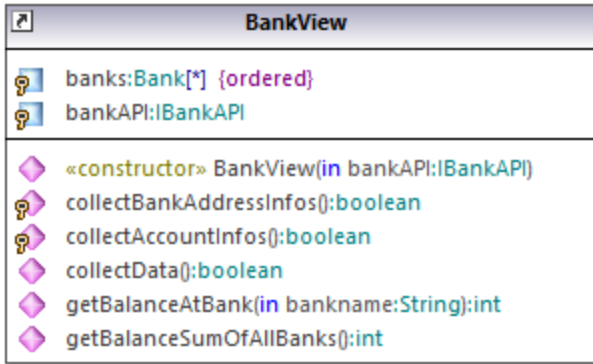 BankView
banks:Bank[*] {ordered}
bankAPI:IBankAPI
«constructor» BankView(in bankAPI:IBankAPI)
collectBankAddressInfos():boolean
collectAccountInfos():boolean
collectData():boolean
getBalanceAtBank(in bankname:String):int
getBalanceSumOfAllBanks():int